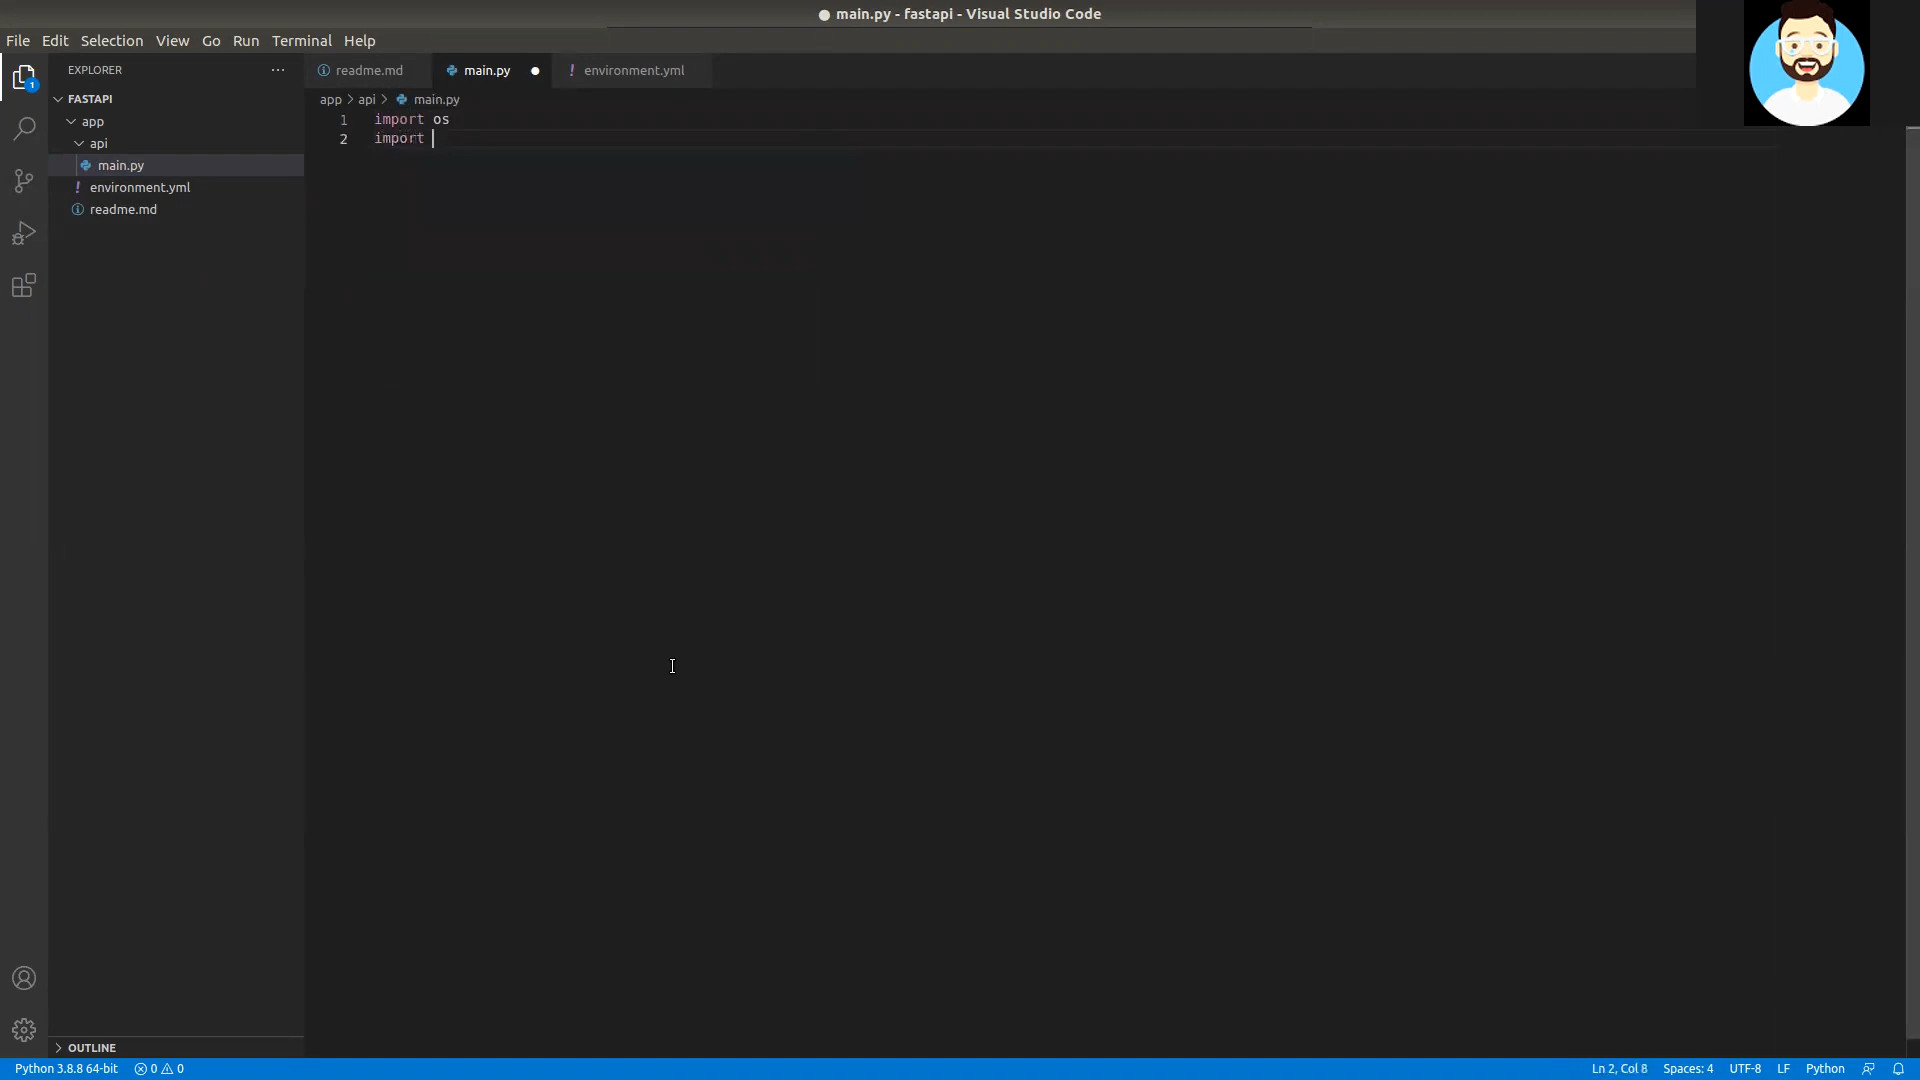 ● main.py - fastapi - Visual Studio Code
File Edit Selection View Go Run Terminal Help
EXPLORER ···
readme.md main.py ● ! environment.yml
FASTAPI
app
api
main.py
! environment.yml
readme.md
app > api > main.py
1 import os
2 import
OUTLINE
1
Python 3.8.8 64-bit 0 0 Ln 2, Col 8 Spaces: 4 UTF-8 LF Python